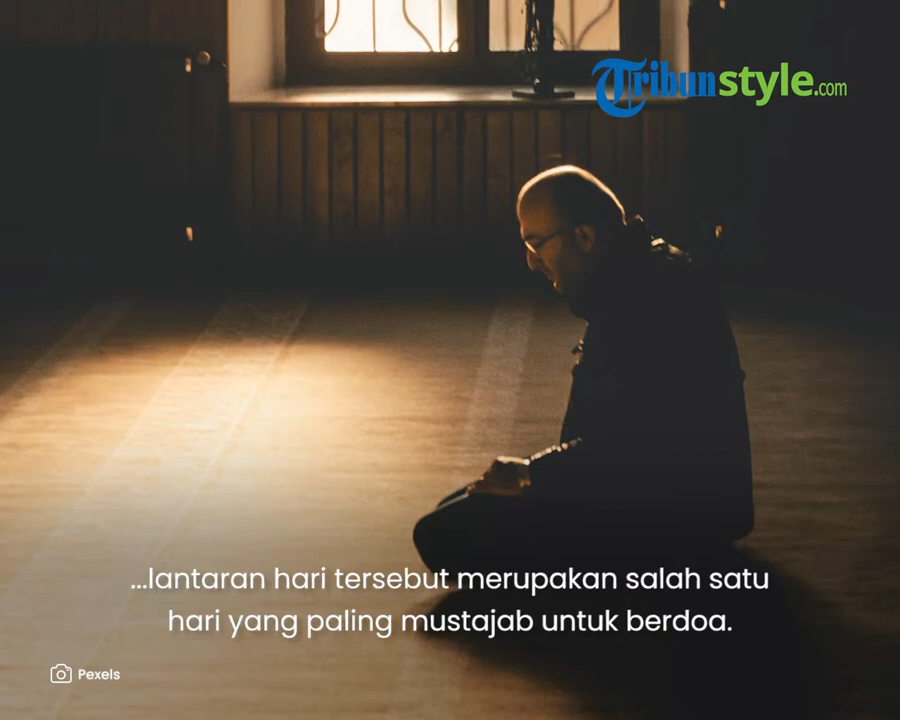 Tribunstyle.com
...lantaran hari tersebut merupakan salah satu
hari yang paling mustajab untuk berdoa.
Pexels